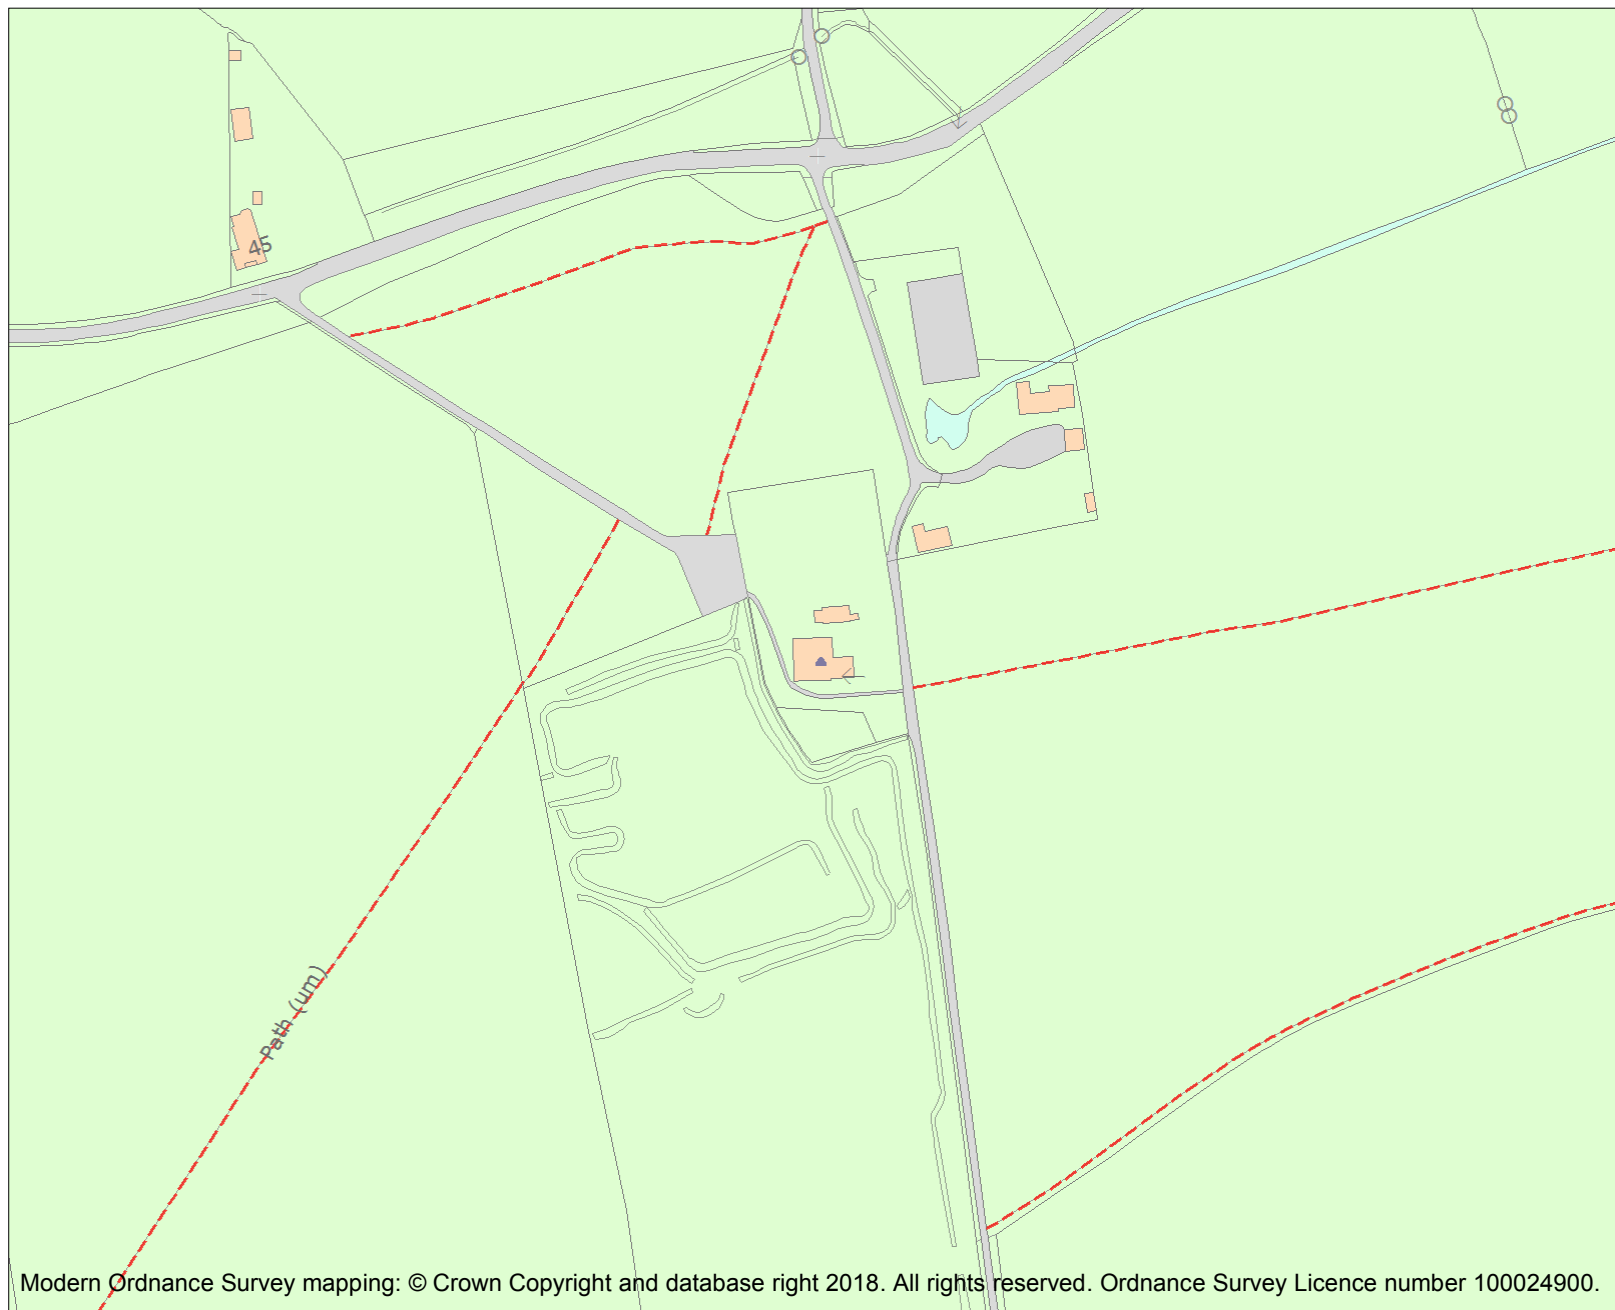 45
Path (um)
Modern Ordnance Survey mapping: © Crown Copyright and database right 2018. All rights reserved. Ordnance Survey Licence number 100024900.